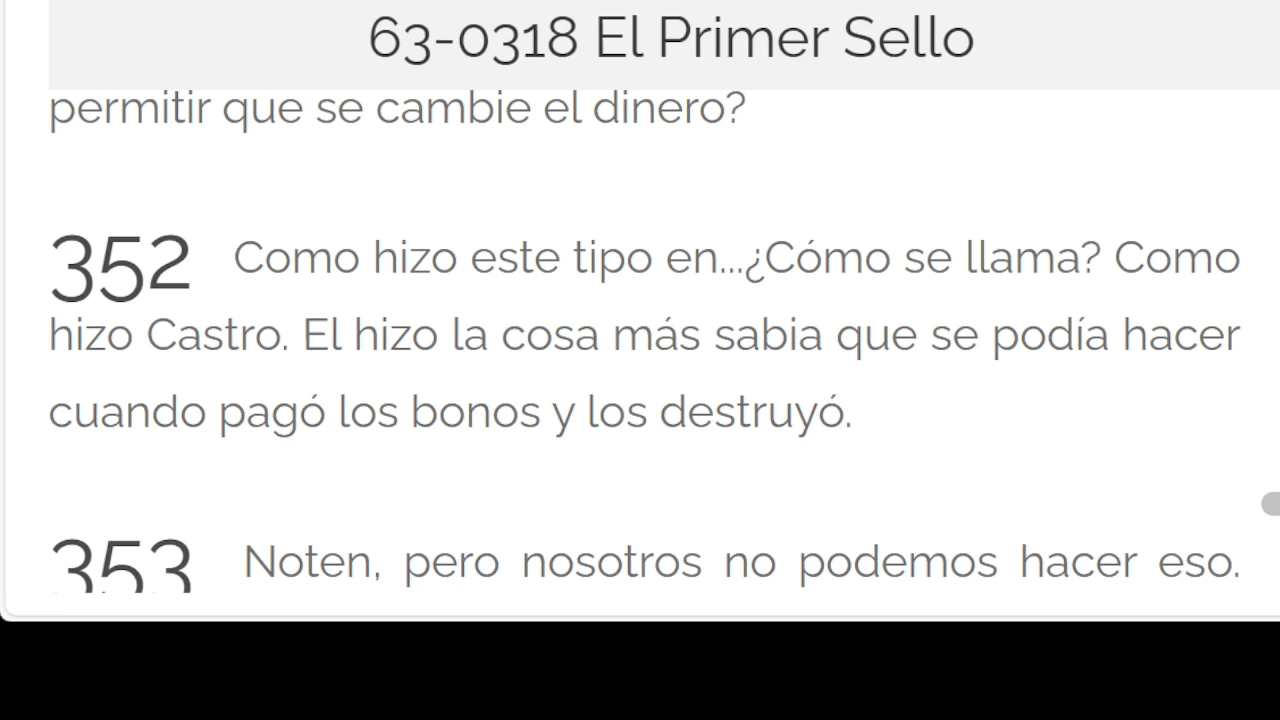 63-0318 El Primer Sello
permitir que se cambie el dinero?
352 Como hizo este tipo en...¿Cómo se llama? Como
hizo Castro. El hizo la cosa más sabia que se podía hacer
cuando pagó los bonos y los destruyó.
353 Noten, pero nosotros no podemos hacer eso.